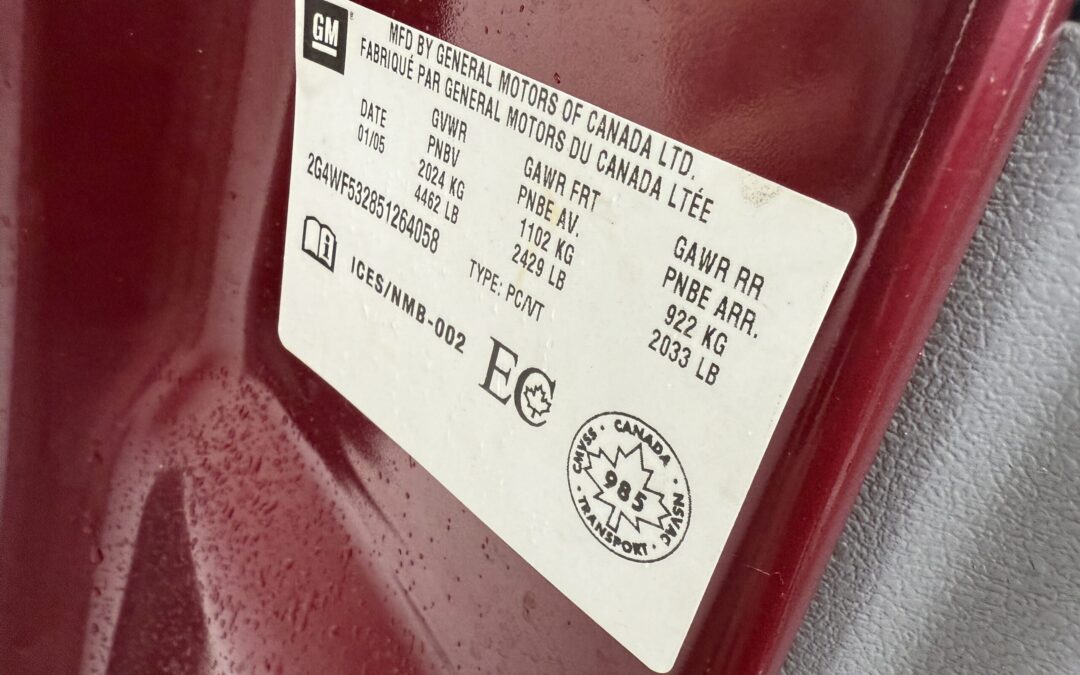 GM
MFD BY GENERAL MOTORS OF CANADA LTD.
FABRIQUÉ PAR GENERAL MOTORS DU CANADA LTÉE
DATE
01/05
GVWR
PNBV
2024 KG
4462 LB
GAWR FRT
PNBE AV.
1102 KG
2429 LB
GAWR RR
PNBE ARR.
922 KG
2033 LB
2G4WF532851264058
TYPE: PC/VT
ICES/NMB-002
EC
CMVSS · CANADA · NSVAC · TRANSPORT ·
985